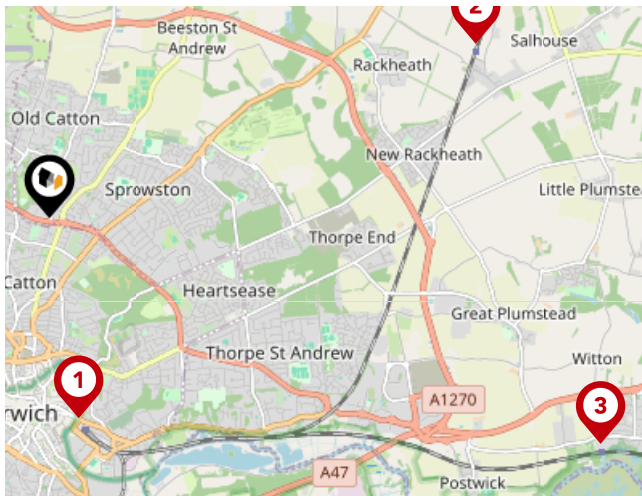 2
Beeston St
Andrew
Salhouse
Rackheath
Old Catton
New Rackheath
Sprowston
Little Plumste
Thorpe End
Catton
Heartsease
Great Plumstead
Thorpe St Andrew
Witton
1
A1270
3
rwich
A47
Postwick